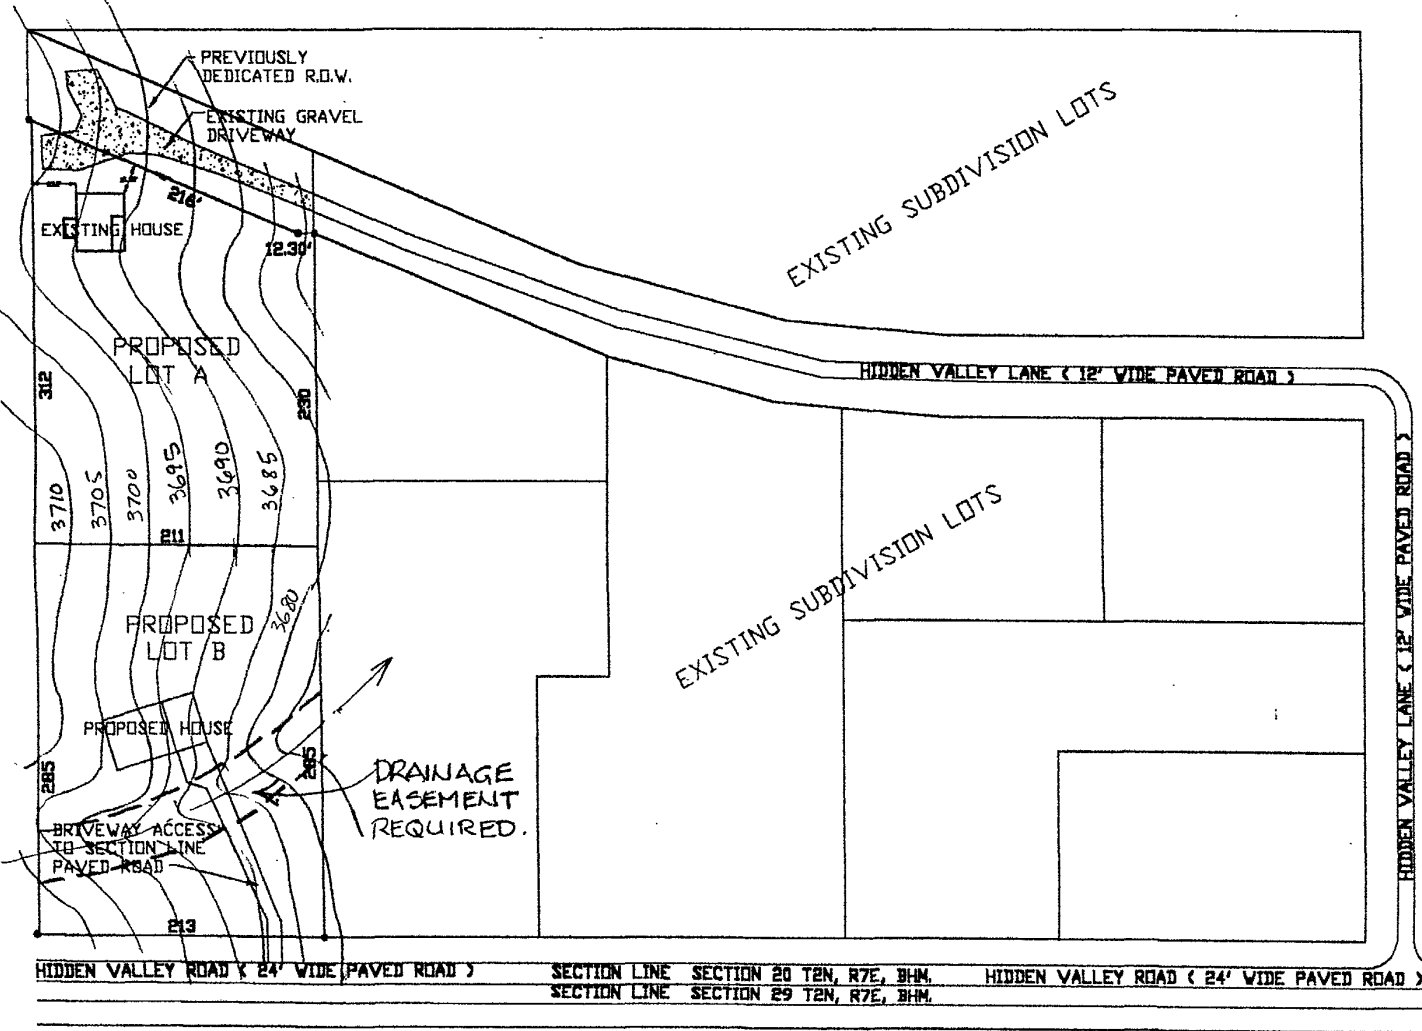 PREVIOUSLY
DEDICATED R.O.W.
EXISTING GRAVEL
DRIVEWAY
EXISTING SUBDIVISION LOTS
216'
EXISTING HOUSE
12.30'
PROPOSED
LOT A
HIDDEN VALLEY LANE ( 12' WIDE PAVED ROAD )
312
230
3710
3705
3700
3695
3690
3685
EXISTING SUBDIVISION LOTS
HIDDEN VALLEY LANE ( 12' WIDE PAVED ROAD )
211
3680
PROPOSED
LOT B
PROPOSED HOUSE
285
285
DRAINAGE
EASEMENT
REQUIRED.
DRIVEWAY ACCESS
TO SECTION LINE
PAVED ROAD
213
HIDDEN VALLEY ROAD ( 24' WIDE PAVED ROAD )
SECTION LINE SECTION 20 T2N, R7E, BHM.
HIDDEN VALLEY ROAD ( 24' WIDE PAVED ROAD )
SECTION LINE SECTION 29 T2N, R7E, BHM.